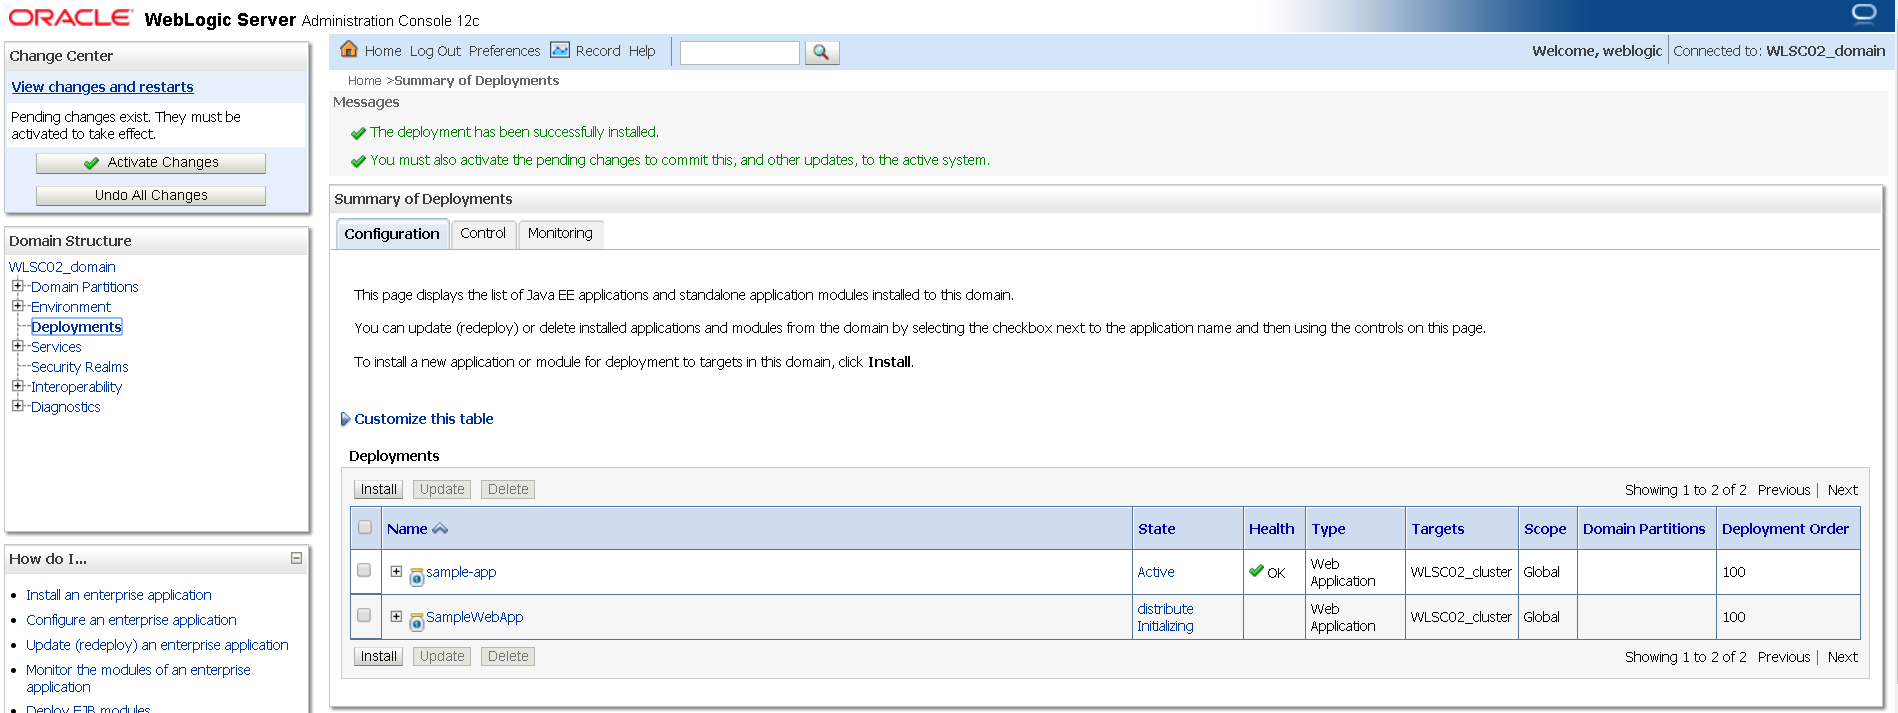 ORACLE WebLogic Server Administration Console 12c
Change Center
View changes and restarts
Pending changes exist. They must be
activated to take effect.
Activate Changes
Undo All Changes
Domain Structure
WLSC02_domain
Domain Partitions
Environment
Deployments
Services
Security Realms
Interoperability
Diagnostics
How do I...
Install an enterprise application
Configure an enterprise application
Update (redeploy) an enterprise application
Monitor the modules of an enterprise
application
Deploy EJB modules
Home Log Out Preferences Record Help
Welcome, weblogic Connected to: WLSC02_domain
Home >Summary of Deployments
Messages
The deployment has been successfully installed.
You must also activate the pending changes to commit this, and other updates, to the active system.
Summary of Deployments
Configuration Control Monitoring
This page displays the list of Java EE applications and standalone application modules installed to this domain.
You can update (redeploy) or delete installed applications and modules from the domain by selecting the checkbox next to the application name and then using the controls on this page.
To install a new application or module for deployment to targets in this domain, click Install.
Customize this table
Deployments
Install Update Delete Showing 1 to 2 of 2 Previous | Next
Name State Health Type Targets Scope Domain Partitions Deployment Order
sample-app Active OK Web Application WLSC02_cluster Global 100
SampleWebApp distribute Initializing Web Application WLSC02_cluster Global 100
Install Update Delete Showing 1 to 2 of 2 Previous | Next